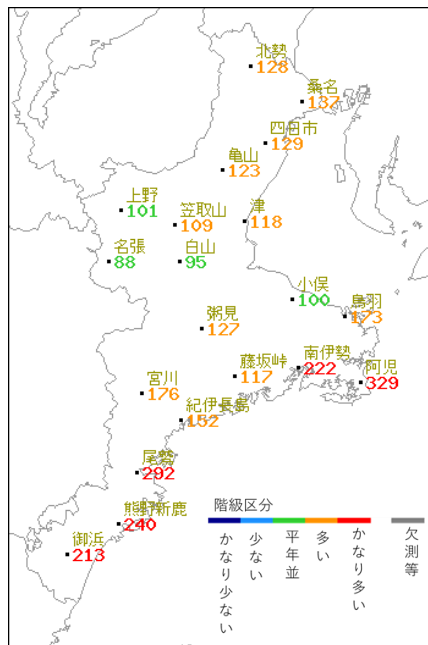 北勢
128
桑名
137
四日市
129
亀山
123
上野
101
笠取山
109
津
118
名張
88
白山
95
小俣
100
鳥羽
173
粥見
127
南伊勢
222
藤坂峠
117
阿児
329
宮川
176
紀伊長島
152
尾鷲
292
熊野新鹿
240
御浜
213
階級区分
かなり少ない
少ない
平年並
多い
かなり多い
欠測等